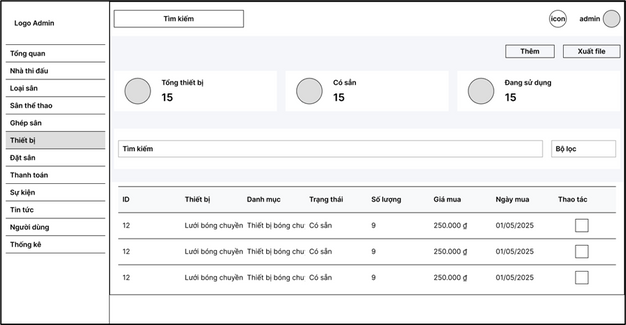 Logo Admin
Tìm kiếm
icon
admin
Tổng quan
Nhà thi đấu
Loại sân
Sân thể thao
Ghép sân
Thiết bị
Đặt sân
Thanh toán
Sự kiện
Tin tức
Người dùng
Thống kê
Thêm
Xuất file
Tổng thiết bị
15
Có sẵn
15
Đang sử dụng
15
Tìm kiếm
Bộ lọc
ID Thiết bị Danh mục Trạng thái Số lượng Giá mua Ngày mua Thao tác
12 Lưới bóng chuyền Thiết bị bóng chu Có sẵn 9 250.000 ₫ 01/05/2025
12 Lưới bóng chuyền Thiết bị bóng chu Có sẵn 9 250.000 ₫ 01/05/2025
12 Lưới bóng chuyền Thiết bị bóng chu Có sẵn 9 250.000 ₫ 01/05/2025